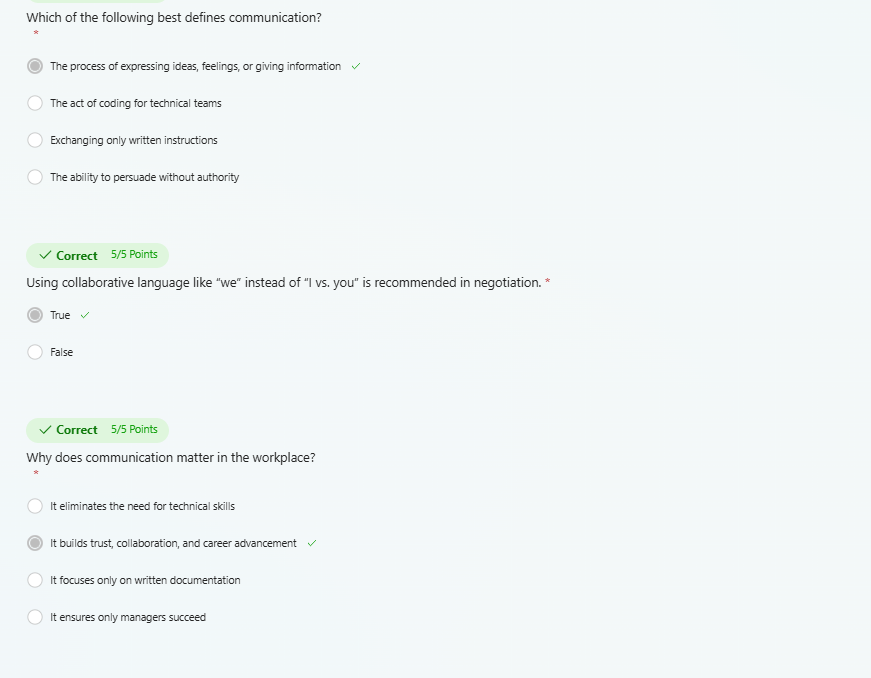 Which of the following best defines communication?
*
The process of expressing ideas, feelings, or giving information
The act of coding for technical teams
Exchanging only written instructions
The ability to persuade without authority
Correct 5/5 Points
Using collaborative language like “we” instead of “I vs. you” is recommended in negotiation. *
True
False
Correct 5/5 Points
Why does communication matter in the workplace?
*
It eliminates the need for technical skills
It builds trust, collaboration, and career advancement
It focuses only on written documentation
It ensures only managers succeed